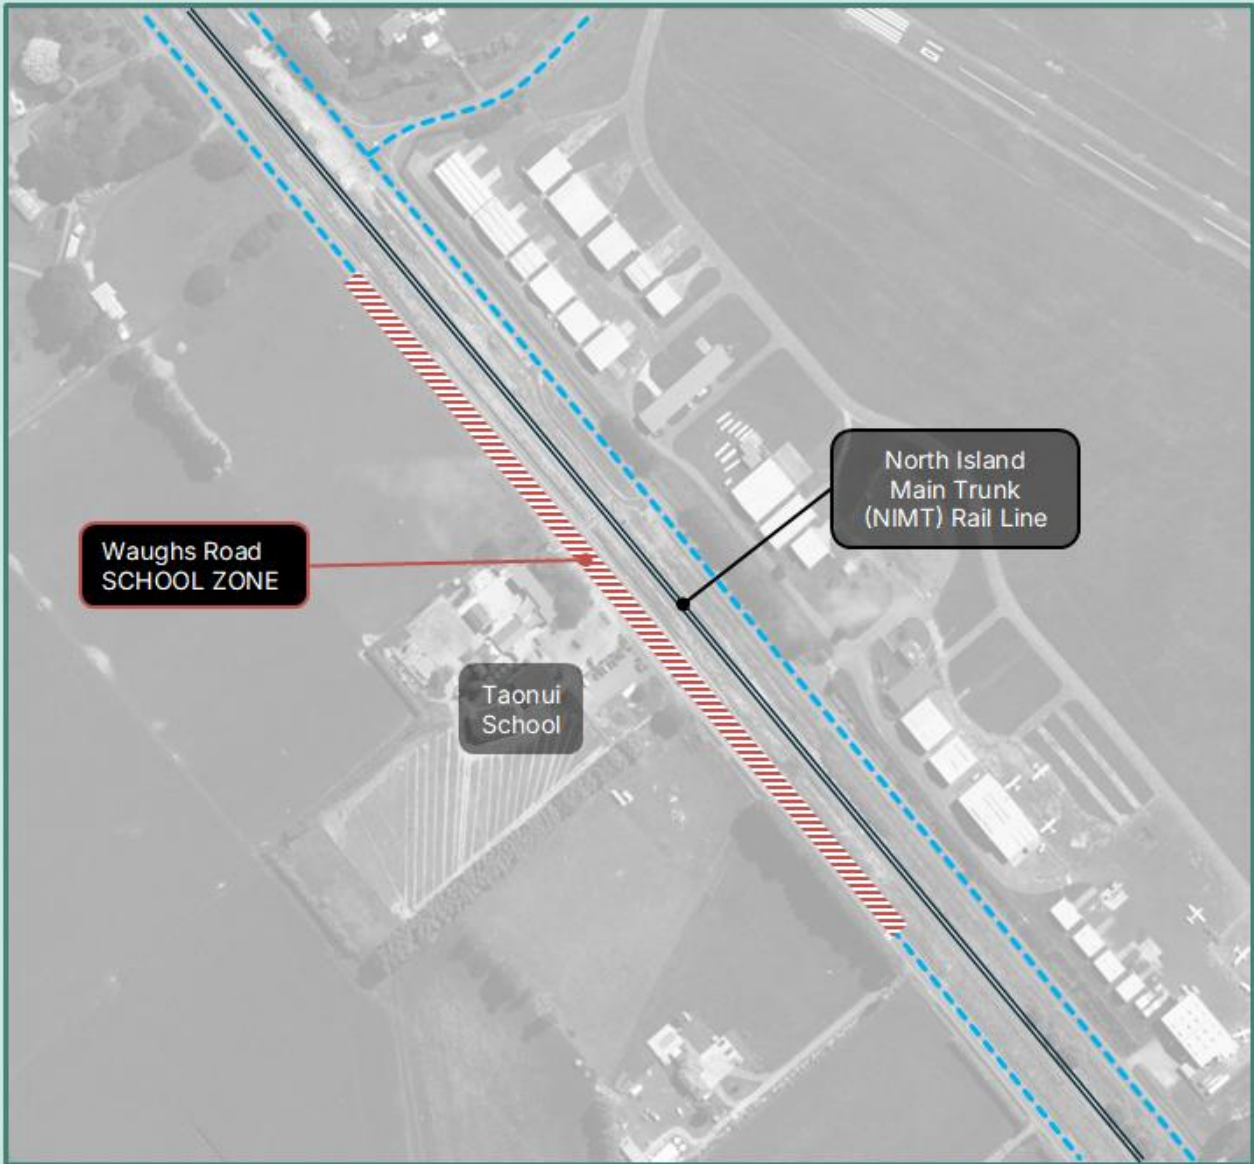 North Island
Main Trunk
(NIMT) Rail Line
Waughs Road
SCHOOL ZONE
Taonui
School